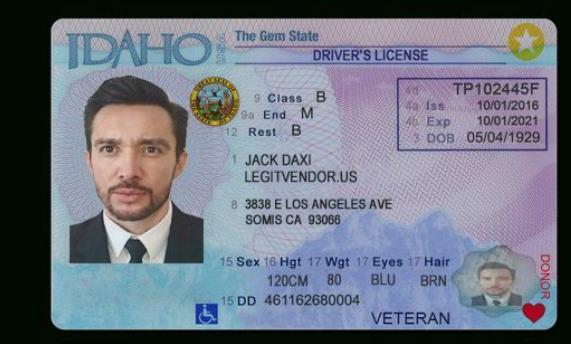 IDAHO USA
The Gem State
DRIVER'S LICENSE
9 Class B
9a End M
12 Rest B
4d TP102445F
4a Iss 10/01/2016
4b Exp 10/01/2021
3 DOB 05/04/1929
1 JACK DAXI
LEGITVENDOR.US
8 3838 E LOS ANGELES AVE
SOMIS CA 93066
15 Sex 16 Hgt 17 Wgt 17 Eyes 17 Hair
120CM 80 BLU BRN
15 DD 461162680004
VETERAN
DONOR